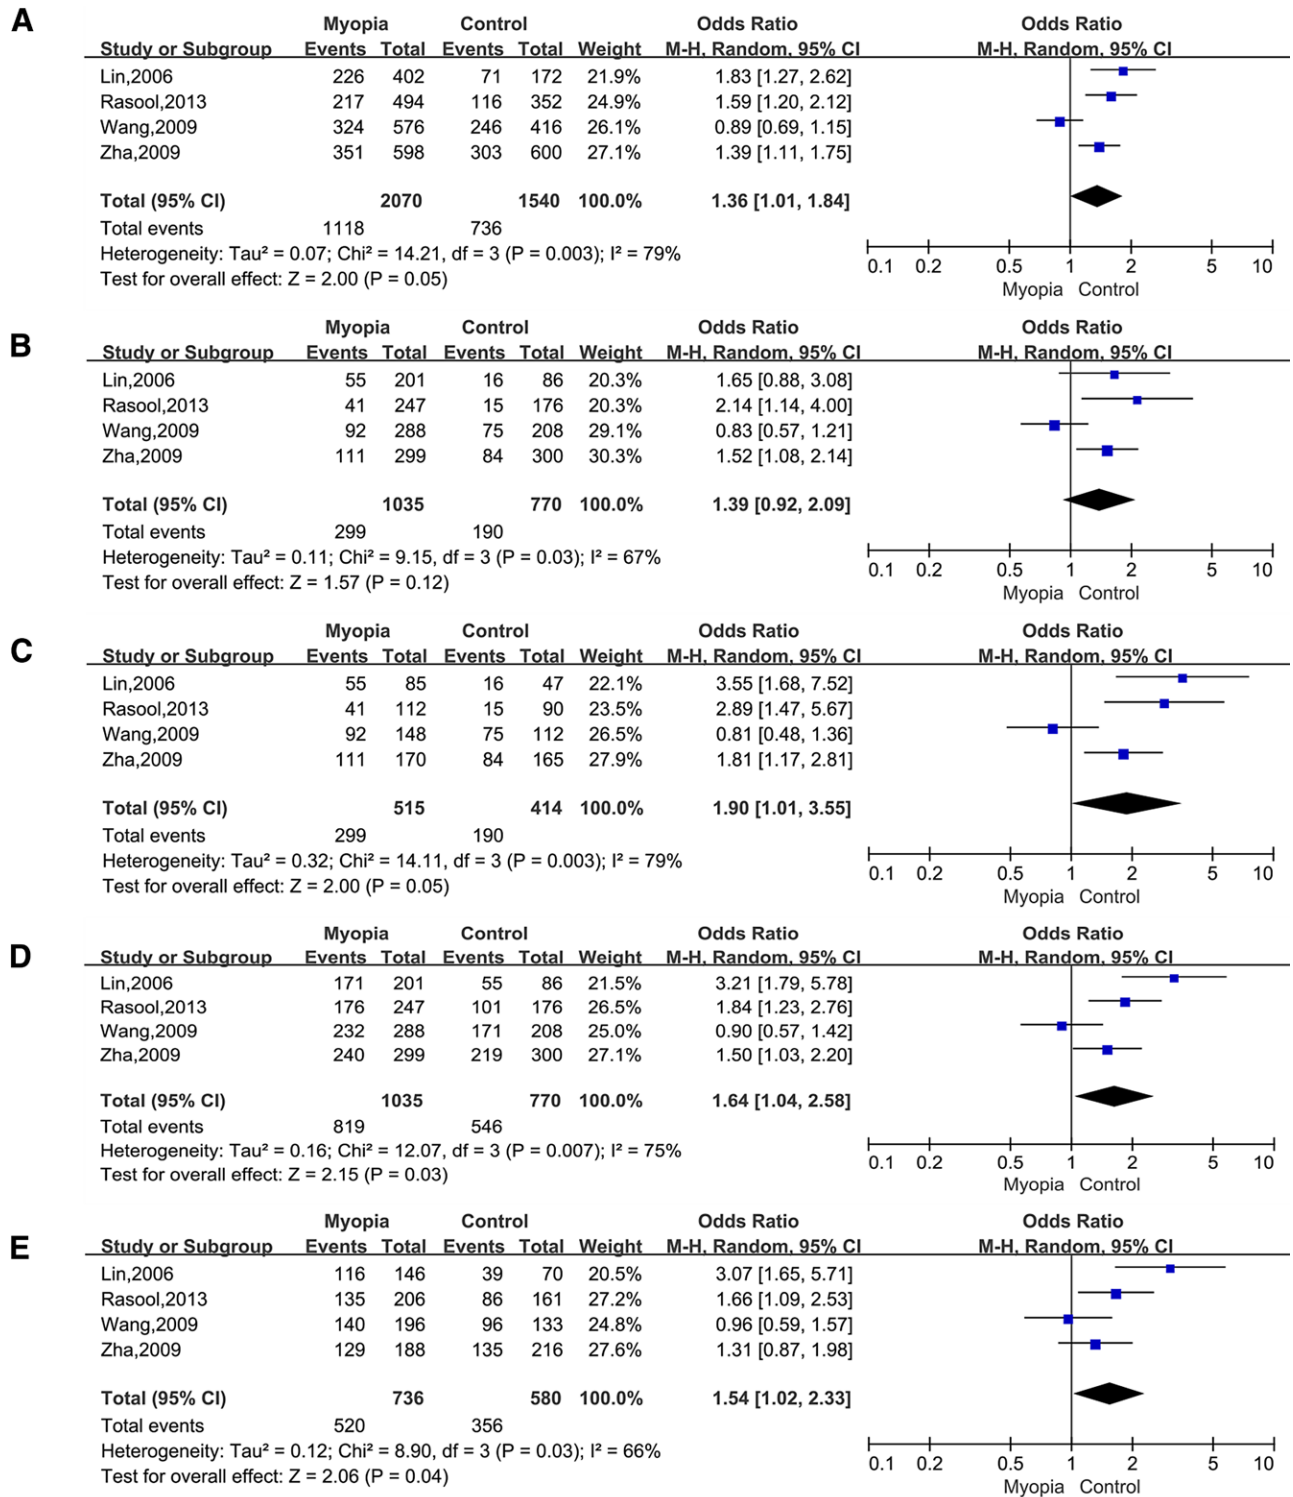 A
Myopia Control Odds Ratio Odds Ratio
Study or Subgroup Events Total Events Total Weight M-H, Random, 95% CI M-H, Random, 95% CI
Lin,2006 226 402 71 172 21.9% 1.83 [1.27, 2.62]
Rasool,2013 217 494 116 352 24.9% 1.59 [1.20, 2.12]
Wang,2009 324 576 246 416 26.1% 0.89 [0.69, 1.15]
Zha,2009 351 598 303 600 27.1% 1.39 [1.11, 1.75]
Total (95% CI) 2070 1540 100.0% 1.36 [1.01, 1.84]
Total events 1118 736
Heterogeneity: Tau² = 0.07; Chi² = 14.21, df = 3 (P = 0.003); I² = 79%
Test for overall effect: Z = 2.00 (P = 0.05)
0.1 0.2 0.5 1 2 5 10
Myopia Control
B
Myopia Control Odds Ratio Odds Ratio
Study or Subgroup Events Total Events Total Weight M-H, Random, 95% CI M-H, Random, 95% CI
Lin,2006 55 201 16 86 20.3% 1.65 [0.88, 3.08]
Rasool,2013 41 247 15 176 20.3% 2.14 [1.14, 4.00]
Wang,2009 92 288 75 208 29.1% 0.83 [0.57, 1.21]
Zha,2009 111 299 84 300 30.3% 1.52 [1.08, 2.14]
Total (95% CI) 1035 770 100.0% 1.39 [0.92, 2.09]
Total events 299 190
Heterogeneity: Tau² = 0.11; Chi² = 9.15, df = 3 (P = 0.03); I² = 67%
Test for overall effect: Z = 1.57 (P = 0.12)
0.1 0.2 0.5 1 2 5 10
Myopia Control
C
Myopia Control Odds Ratio Odds Ratio
Study or Subgroup Events Total Events Total Weight M-H, Random, 95% CI M-H, Random, 95% CI
Lin,2006 55 85 16 47 22.1% 3.55 [1.68, 7.52]
Rasool,2013 41 112 15 90 23.5% 2.89 [1.47, 5.67]
Wang,2009 92 148 75 112 26.5% 0.81 [0.48, 1.36]
Zha,2009 111 170 84 165 27.9% 1.81 [1.17, 2.81]
Total (95% CI) 515 414 100.0% 1.90 [1.01, 3.55]
Total events 299 190
Heterogeneity: Tau² = 0.32; Chi² = 14.11, df = 3 (P = 0.003); I² = 79%
Test for overall effect: Z = 2.00 (P = 0.05)
0.1 0.2 0.5 1 2 5 10
Myopia Control
D
Myopia Control Odds Ratio Odds Ratio
Study or Subgroup Events Total Events Total Weight M-H, Random, 95% CI M-H, Random, 95% CI
Lin,2006 171 201 55 86 21.5% 3.21 [1.79, 5.78]
Rasool,2013 176 247 101 176 26.5% 1.84 [1.23, 2.76]
Wang,2009 232 288 171 208 25.0% 0.90 [0.57, 1.42]
Zha,2009 240 299 219 300 27.1% 1.50 [1.03, 2.20]
Total (95% CI) 1035 770 100.0% 1.64 [1.04, 2.58]
Total events 819 546
Heterogeneity: Tau² = 0.16; Chi² = 12.07, df = 3 (P = 0.007); I² = 75%
Test for overall effect: Z = 2.15 (P = 0.03)
0.1 0.2 0.5 1 2 5 10
Myopia Control
E
Myopia Control Odds Ratio Odds Ratio
Study or Subgroup Events Total Events Total Weight M-H, Random, 95% CI M-H, Random, 95% CI
Lin,2006 116 146 39 70 20.5% 3.07 [1.65, 5.71]
Rasool,2013 135 206 86 161 27.2% 1.66 [1.09, 2.53]
Wang,2009 140 196 96 133 24.8% 0.96 [0.59, 1.57]
Zha,2009 129 188 135 216 27.6% 1.31 [0.87, 1.98]
Total (95% CI) 736 580 100.0% 1.54 [1.02, 2.33]
Total events 520 356
Heterogeneity: Tau² = 0.12; Chi² = 8.90, df = 3 (P = 0.03); I² = 66%
Test for overall effect: Z = 2.06 (P = 0.04)
0.1 0.2 0.5 1 2 5 10
Myopia Control